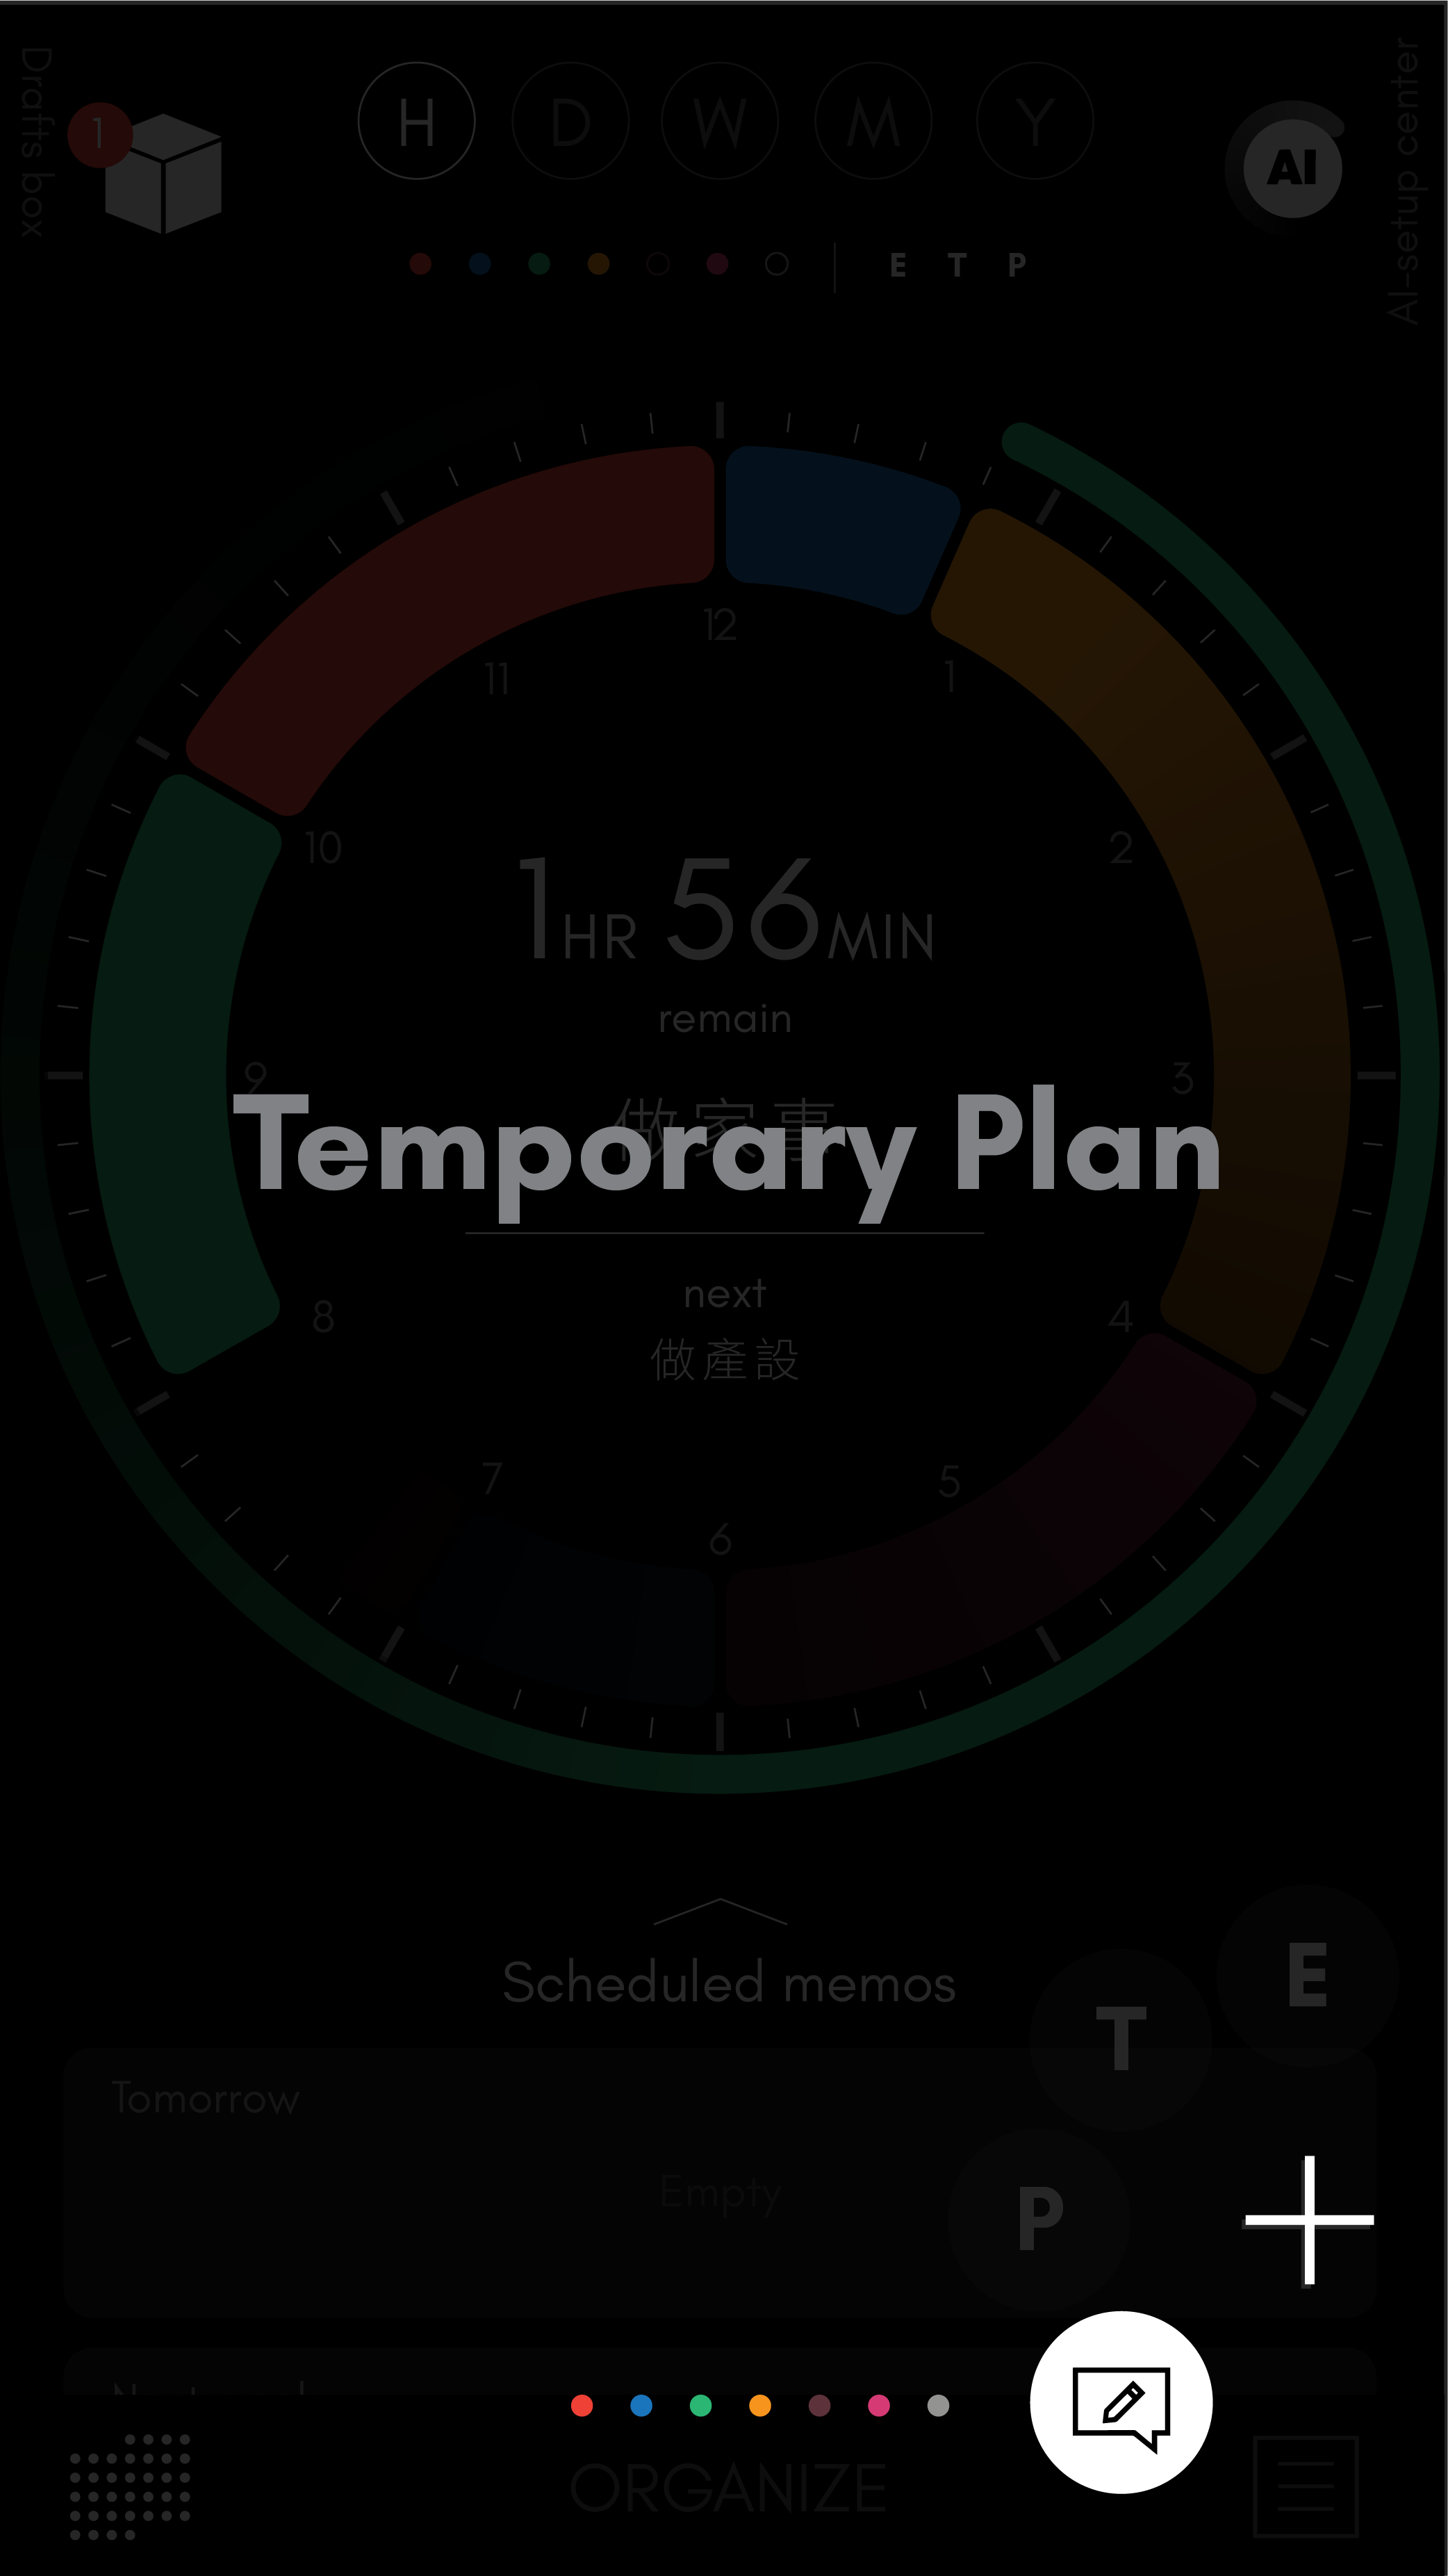 Drafts box
1
H D W M Y
AI
AI-setup center
E T P
12
11
1
10
2
1HR 56MIN
remain
9
3
做家事
Temporary Plan
next
8
4
做產設
7
5
6
Scheduled memos
E
T
Tomorrow
Empty
P
ORGANIZE